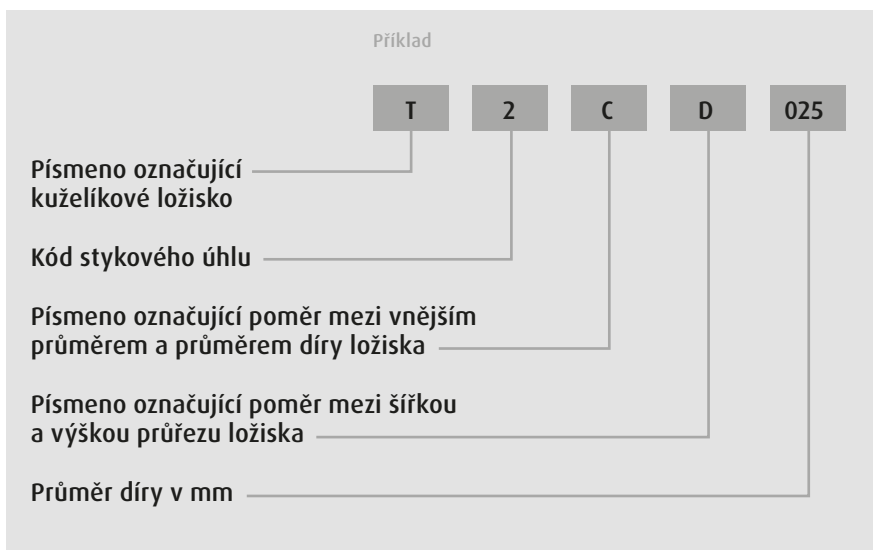 Příklad
T 2 C D 025
Písmeno označující
kuželíkové ložisko
Kód stykového úhlu
Písmeno označující poměr mezi vnějším
průměrem a průměrem díry ložiska
Písmeno označující poměr mezi šířkou
a výškou průřezu ložiska
Průměr díry v mm